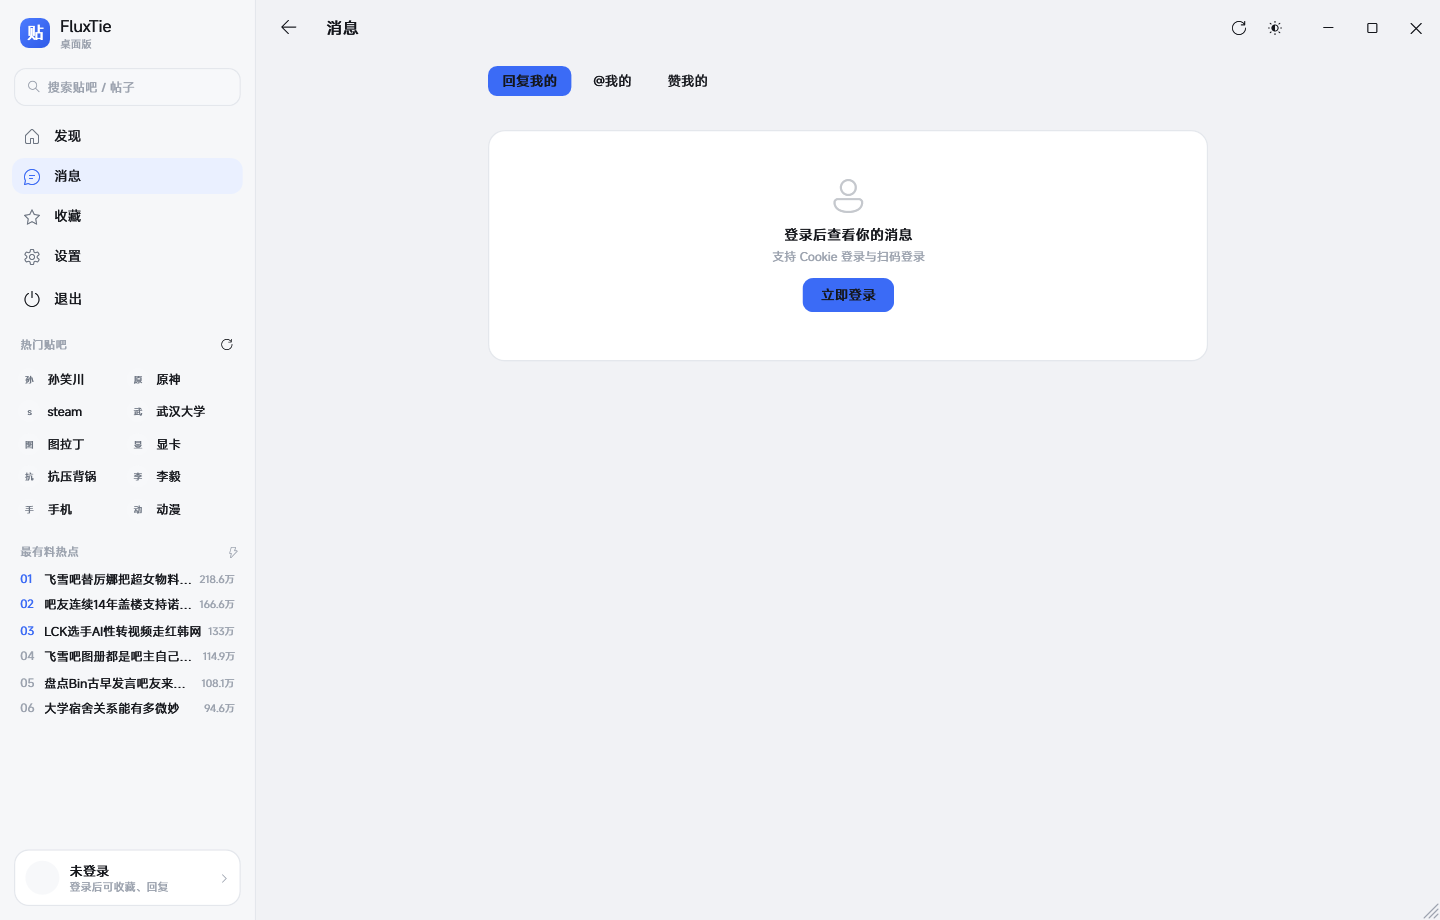 贴
FluxTie
桌面版
搜索贴吧 / 帖子
发现
消息
收藏
设置
退出
热门贴吧
孙 孙笑川
原 原神
s steam
武 武汉大学
图 图拉丁
显 显卡
抗 抗压背锅
李 李毅
手 手机
动 动漫
最有料热点
01 飞雪吧替厉娜把超女物料... 218.6万
02 吧友连续14年盖楼支持诺... 166.6万
03 LCK选手AI性转视频走红韩网 133万
04 飞雪吧图册都是吧主自己... 114.9万
05 盘点Bin古早发言吧友来... 108.1万
06 大学宿舍关系能有多微妙 94.6万
未登录
登录后可收藏、回复
消息
回复我的 @我的 赞我的
登录后查看你的消息
支持 Cookie 登录与扫码登录
立即登录